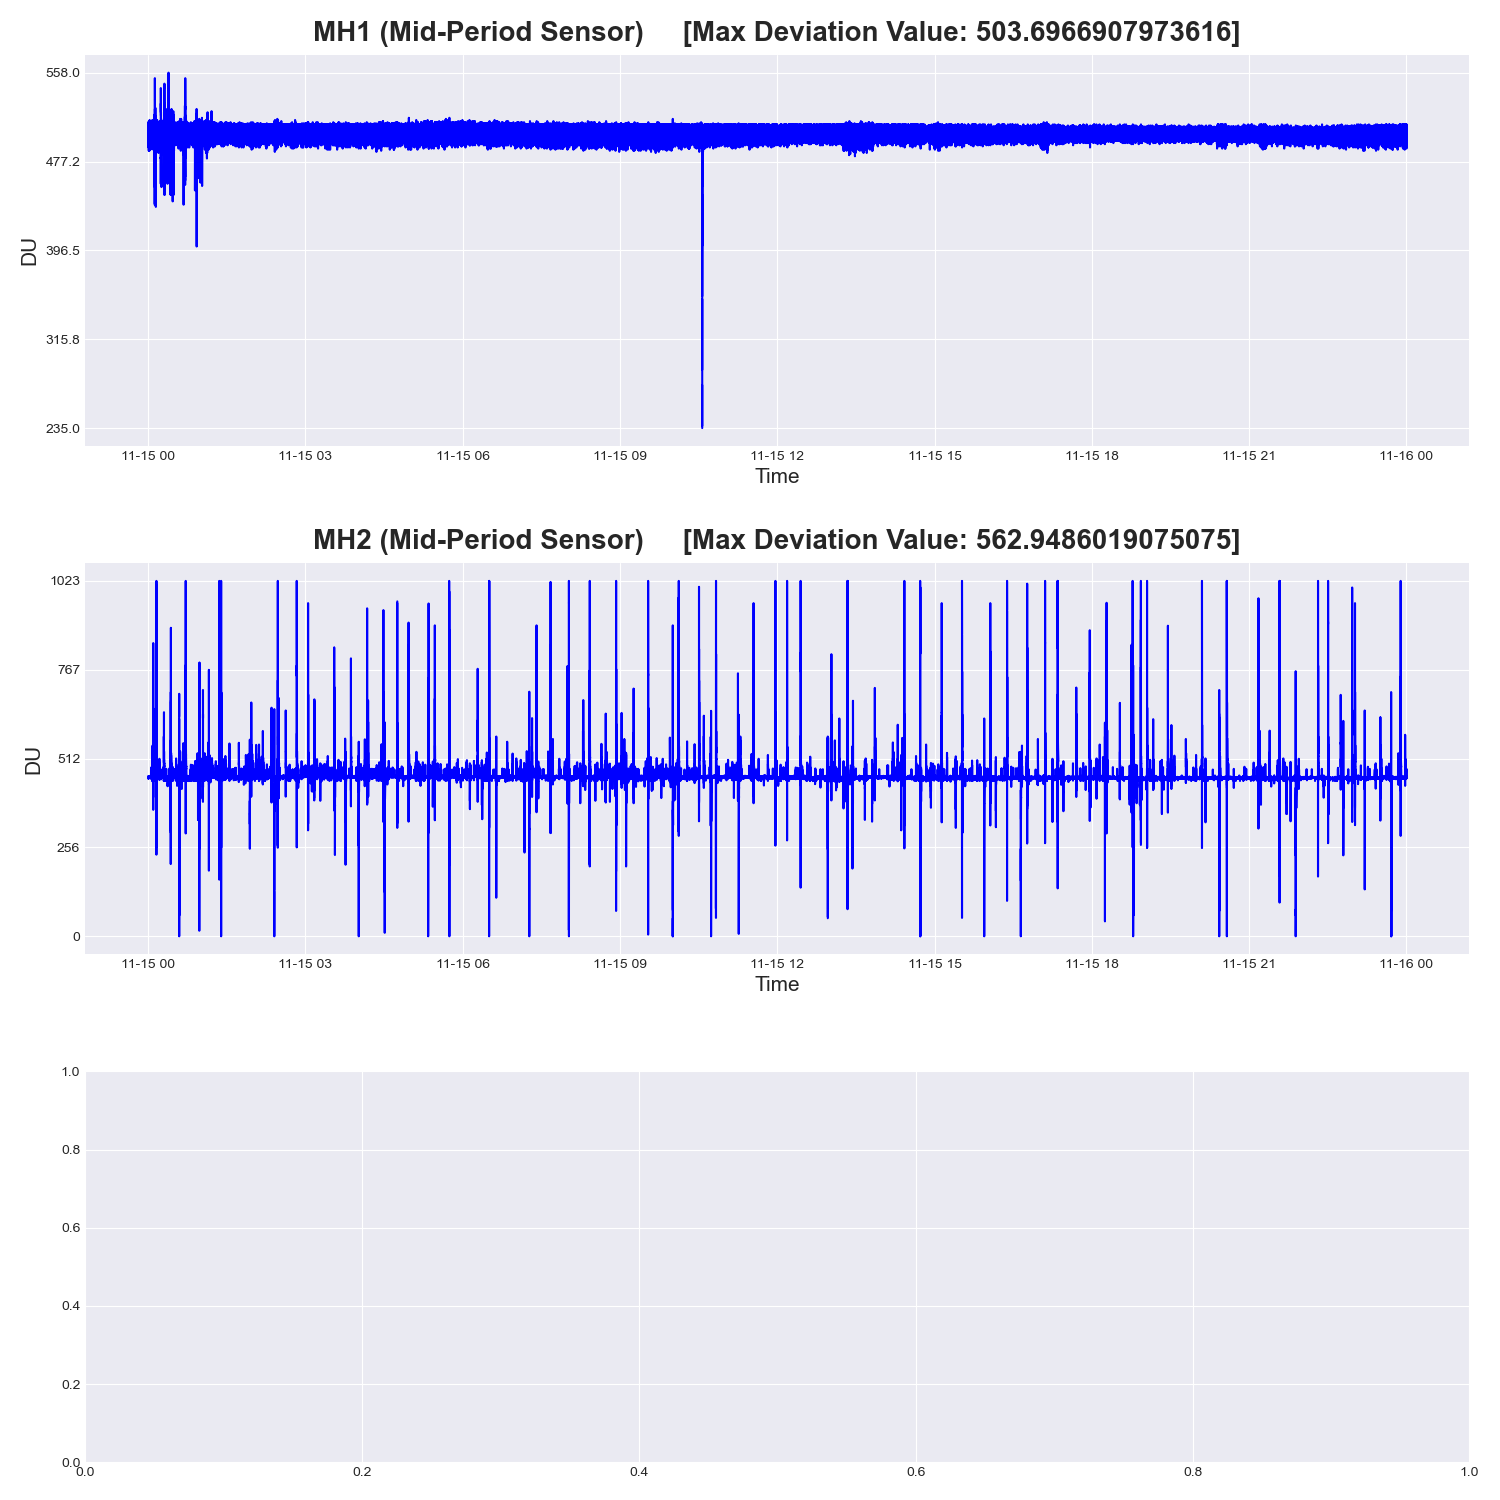 MH1 (Mid-Period Sensor) [Max Deviation Value: 503.6966907973616]
558.0
477.2
396.5
315.8
235.0
DU
11-15 00 11-15 03 11-15 06 11-15 09 11-15 12 11-15 15 11-15 18 11-15 21 11-16 00
Time
MH2 (Mid-Period Sensor) [Max Deviation Value: 562.9486019075075]
1023
767
512
256
0
DU
11-15 00 11-15 03 11-15 06 11-15 09 11-15 12 11-15 15 11-15 18 11-15 21 11-16 00
Time
1.0
0.8
0.6
0.4
0.2
0.0
0.0 0.2 0.4 0.6 0.8 1.0